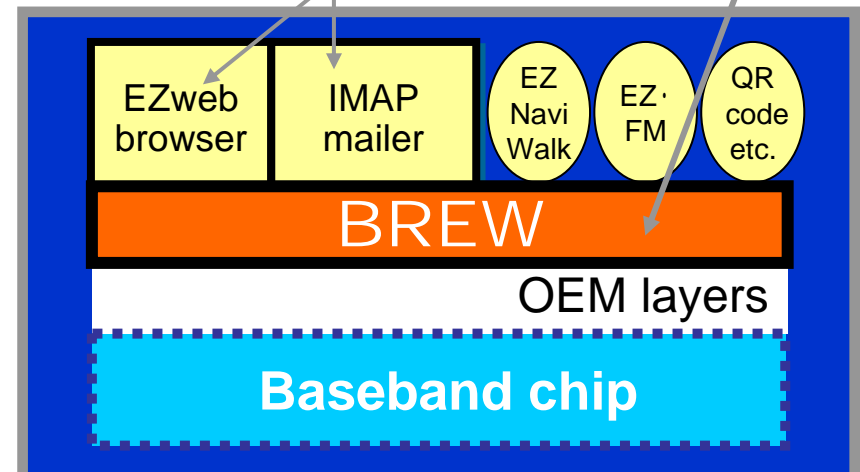 EZweb
browser
IMAP
mailer
EZ
Navi
Walk
EZ・
FM
QR
code
etc.
BREW
OEM layers
Baseband chip